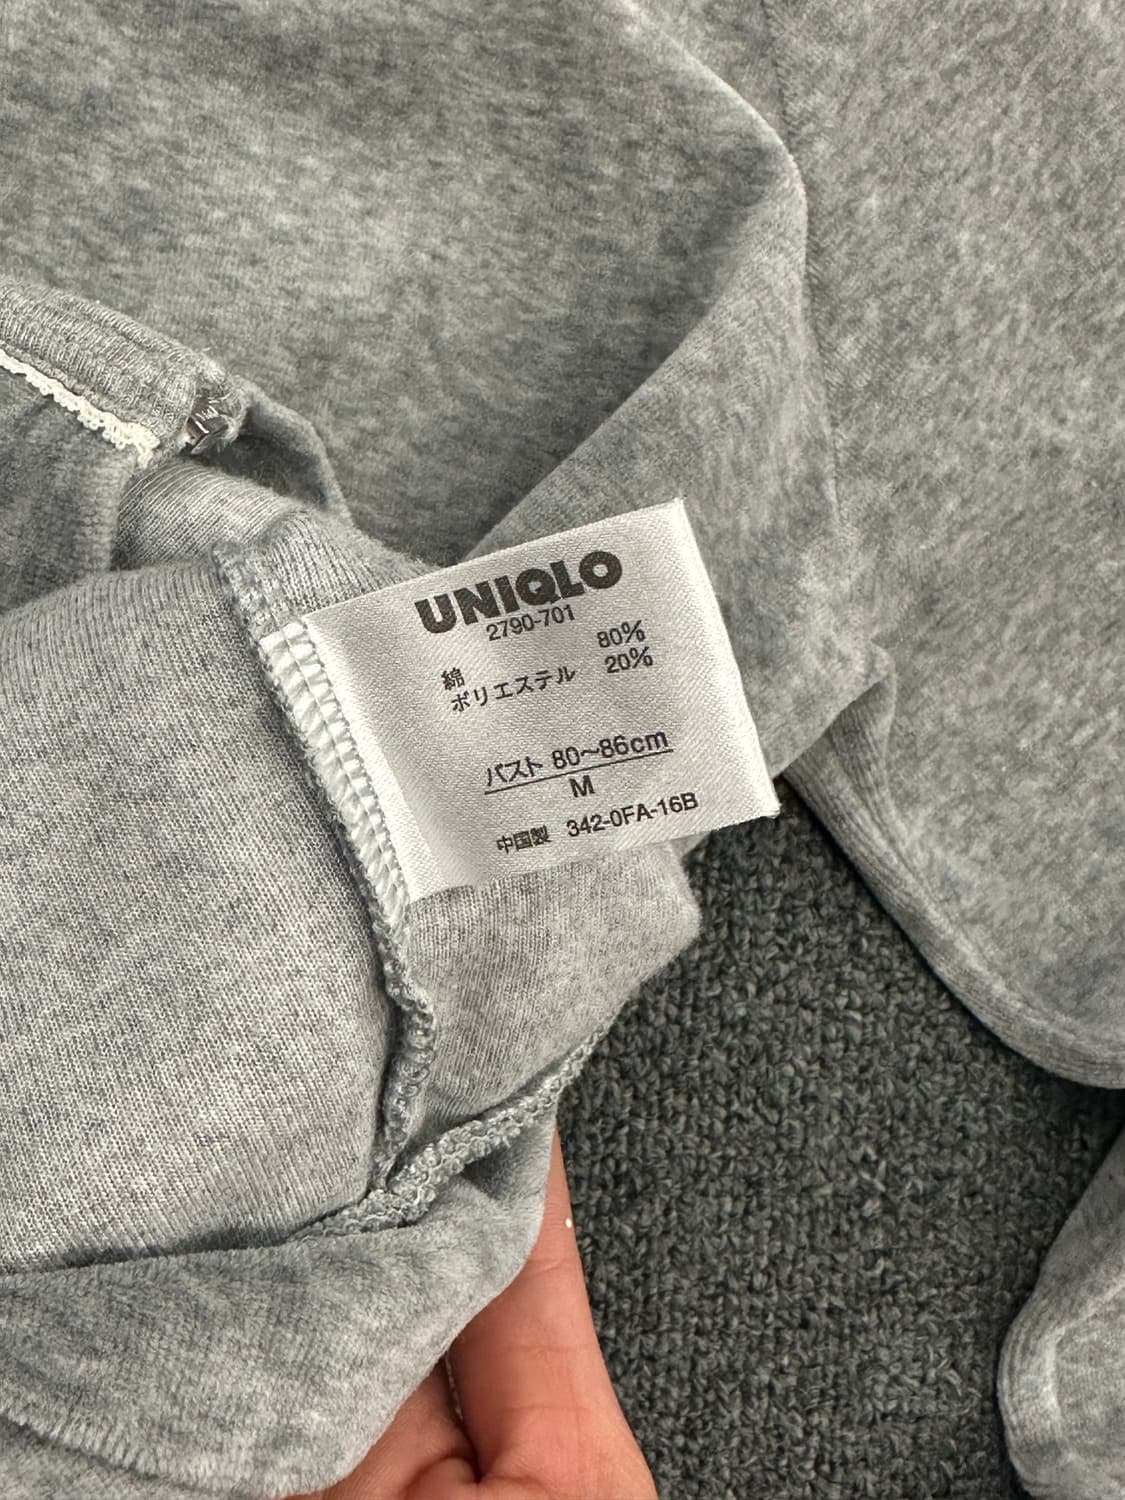 UNIQLO
2790-701
綿 80%
ポリエステル 20%
バスト 80~86cm
M
中国製 342-0FA-16B